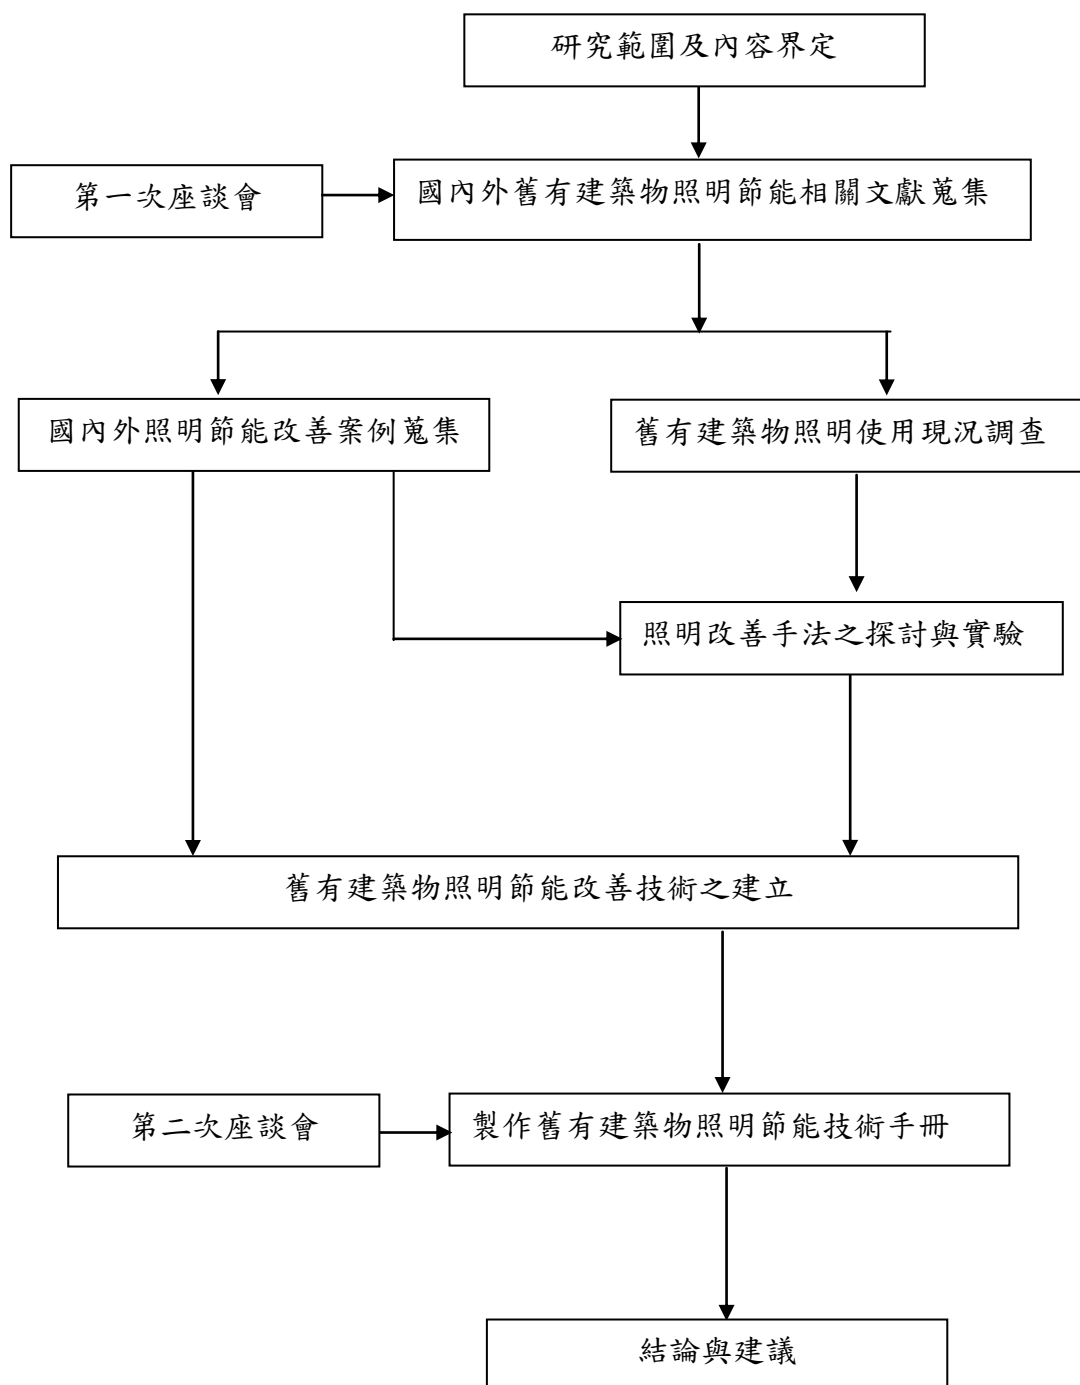 研究範圍及內容界定
第一次座談會
國內外舊有建築物照明節能相關文獻蒐集
國內外照明節能改善案例蒐集
舊有建築物照明使用現況調查
照明改善手法之探討與實驗
舊有建築物照明節能改善技術之建立
第二次座談會
製作舊有建築物照明節能技術手冊
結論與建議